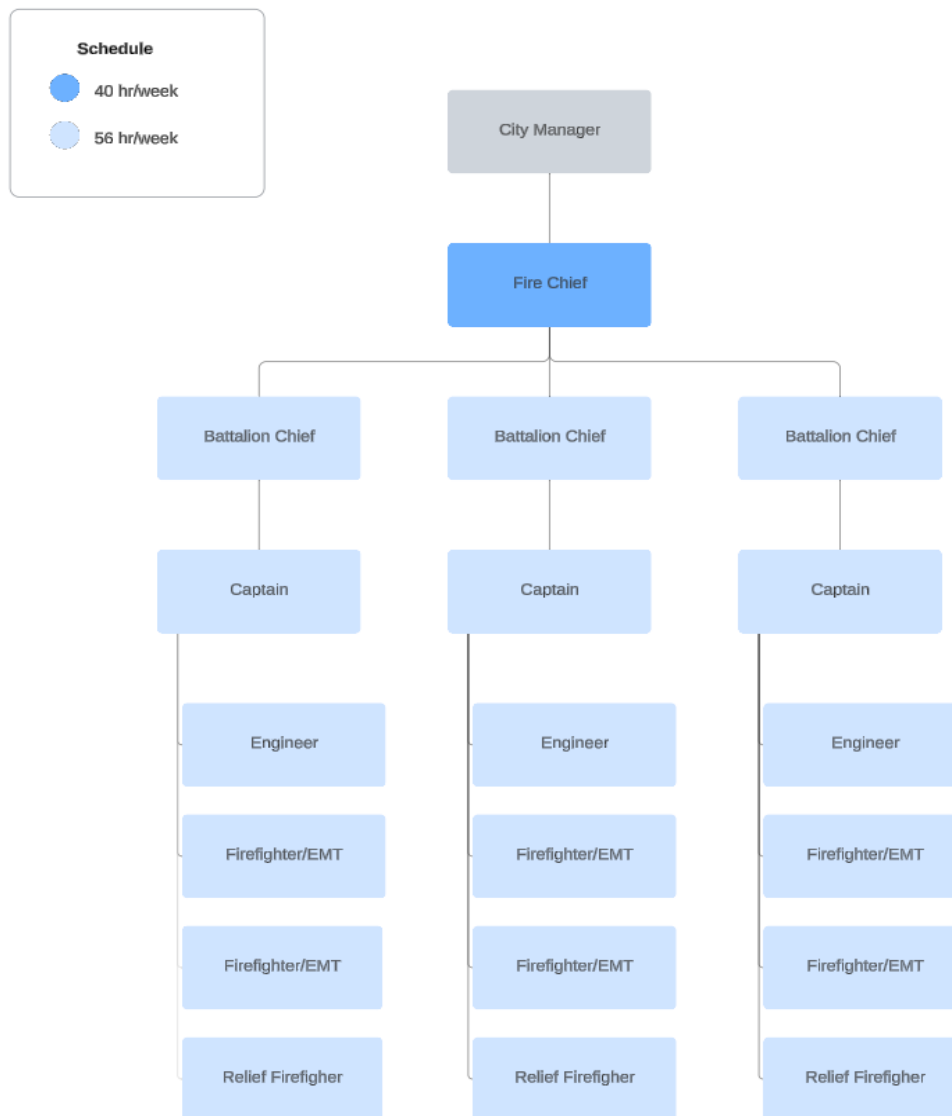 Schedule
40 hr/week
56 hr/week
City Manager
Fire Chief
Battalion Chief
Battalion Chief
Battalion Chief
Captain
Captain
Captain
Engineer
Engineer
Engineer
Firefighter/EMT
Firefighter/EMT
Firefighter/EMT
Firefighter/EMT
Firefighter/EMT
Firefighter/EMT
Relief Firefigher
Relief Firefigher
Relief Firefigher